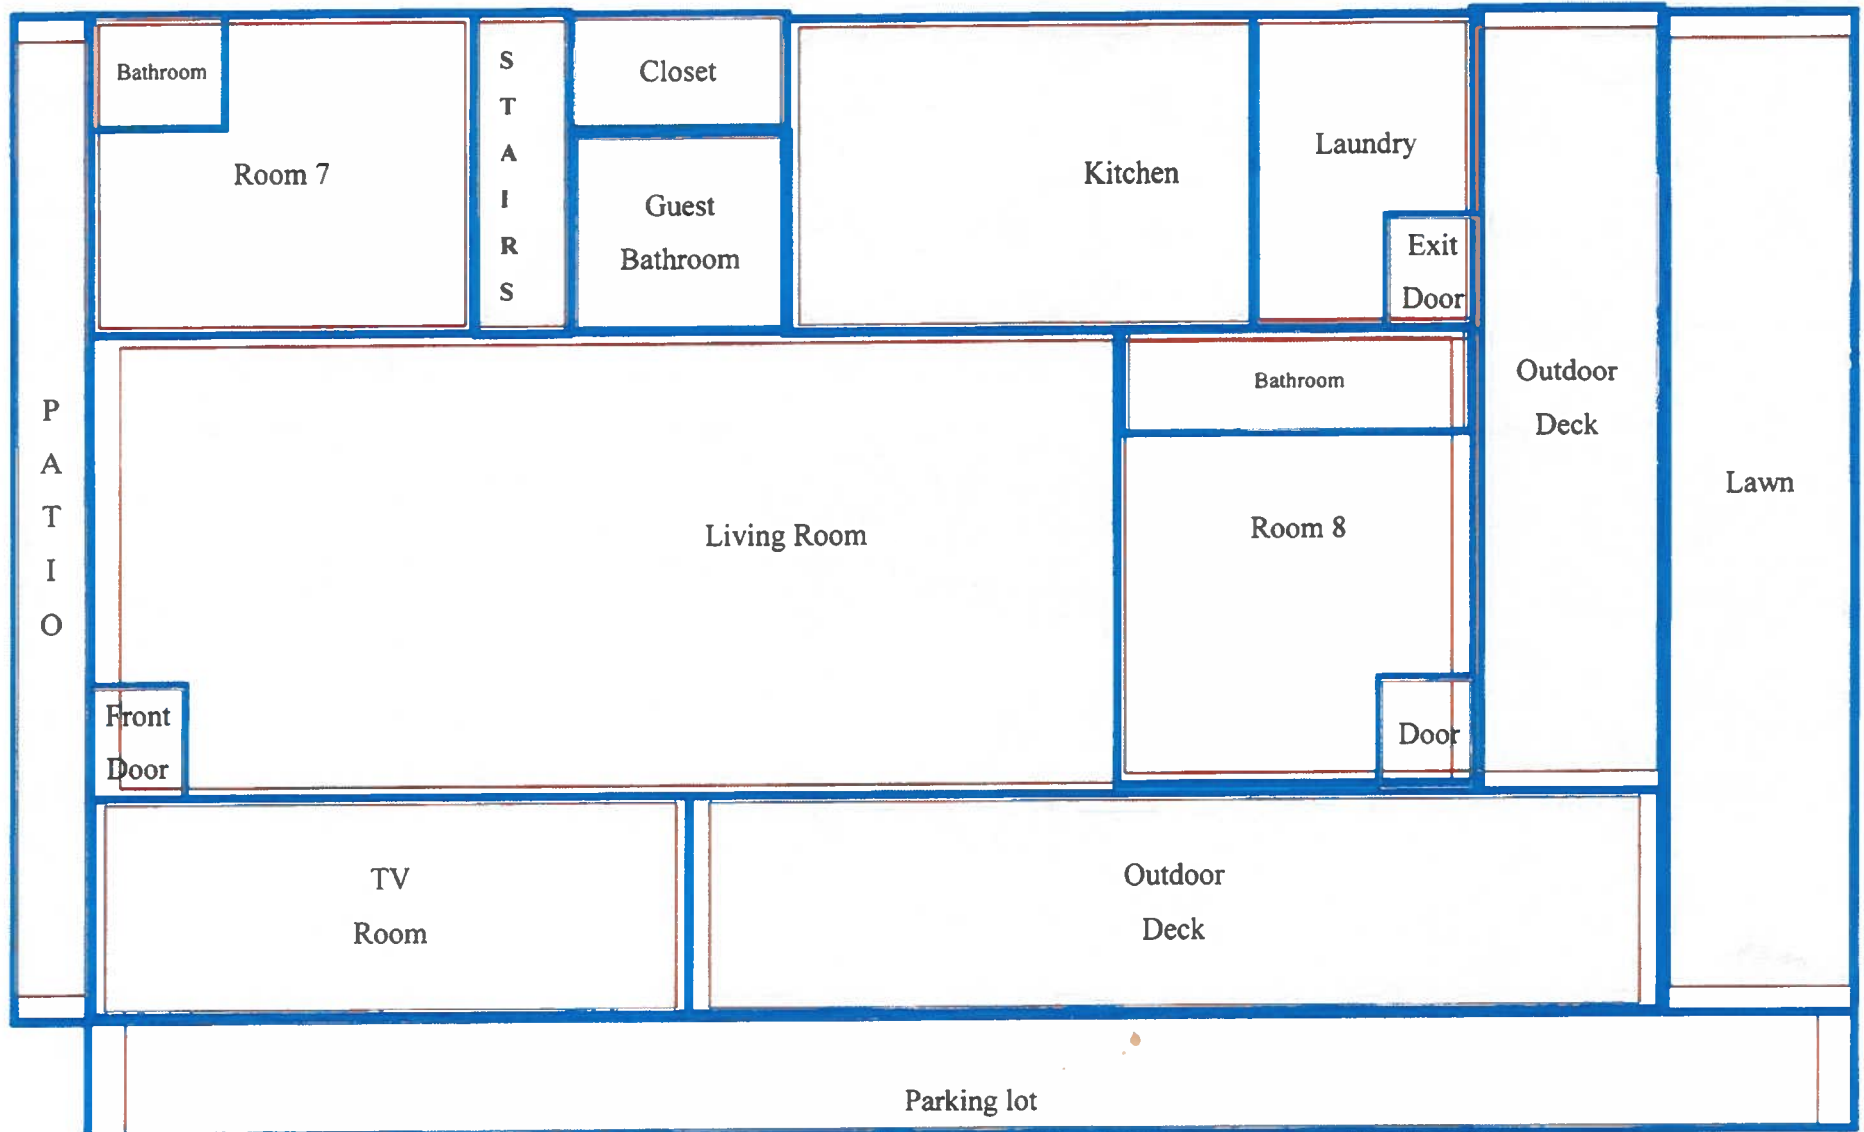 Bathroom
Room 7
S
T
A
I
R
S
Closet
Guest
Bathroom
Kitchen
Laundry
Exit
Door
Outdoor
Deck
Lawn
P
A
T
I
O
Living Room
Bathroom
Room 8
Front
Door
Door
TV
Room
Outdoor
Deck
Parking lot